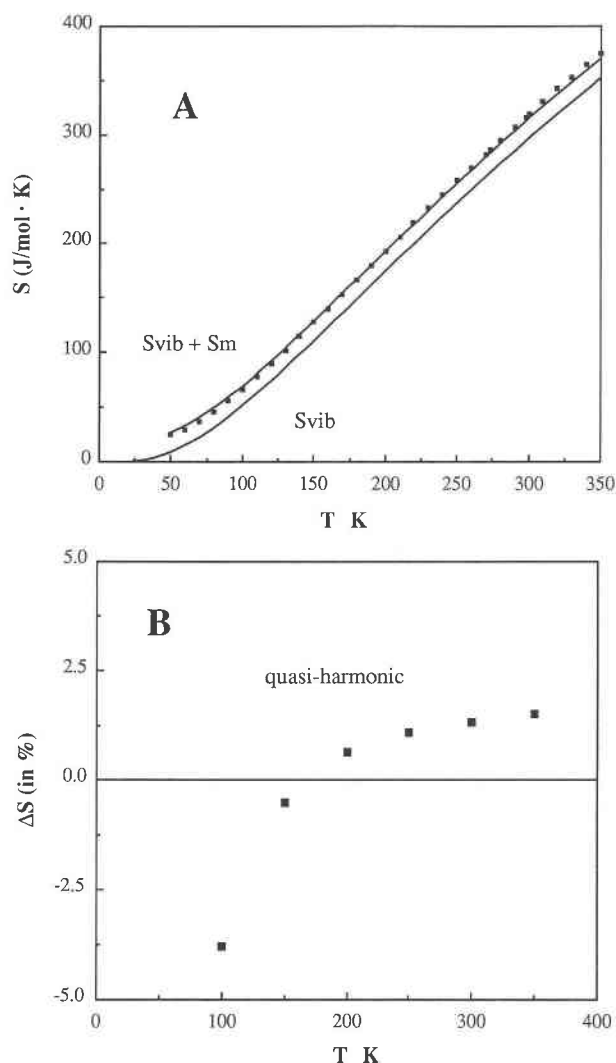 400
A
300
S (J/mol · K)
200
Svib + Sm
100
Svib
0
0 50 100 150 200 250 300 350
T K
5.0
B
2.5
quasi-harmonic
ΔS (in %)
0.0
-2.5
-5.0
0 100 200 300 400
T K